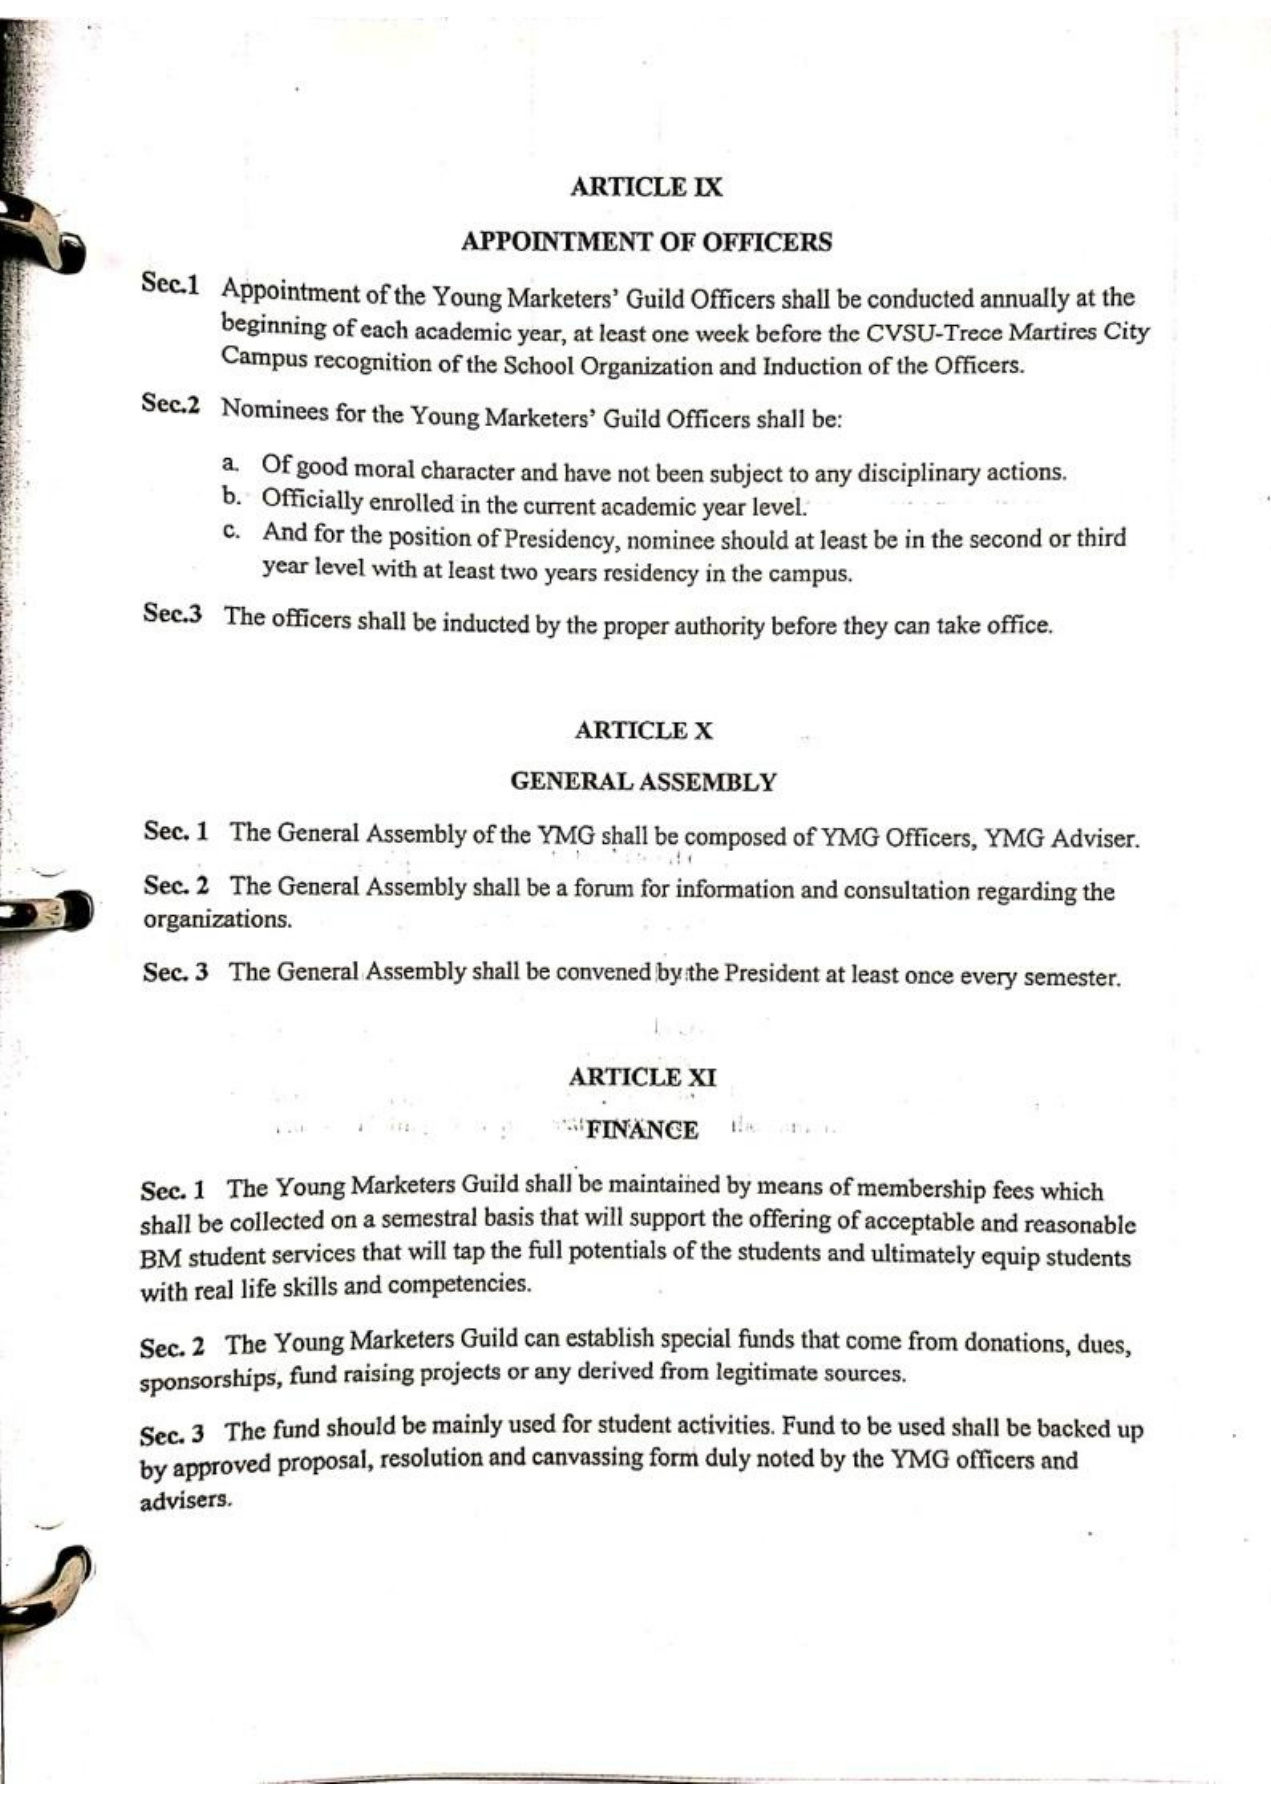 ARTICLE IX
APPOINTMENT OF OFFICERS
Sec.1 Appointment of the Young Marketers' Guild Officers shall be conducted annually at the
beginning of each academic year, at least one week before the CVSU-Trece Martires City
Campus recognition of the School Organization and Induction of the Officers.
Sec.2 Nominees for the Young Marketers' Guild Officers shall be:
a. Of good moral character and have not been subject to any disciplinary actions.
b. Officially enrolled in the current academic year level.
c. And for the position of Presidency, nominee should at least be in the second or third
year level with at least two years residency in the campus.
Sec.3 The officers shall be inducted by the proper authority before they can take office.
ARTICLE X
GENERAL ASSEMBLY
Sec. 1 The General Assembly of the YMG shall be composed of YMG Officers, YMG Adviser.
Sec. 2 The General Assembly shall be a forum for information and consultation regarding the
organizations.
Sec. 3 The General Assembly shall be convened by the President at least once every semester.
ARTICLE XI
FINANCE
Sec. 1 The Young Marketers Guild shall be maintained by means of membership fees which
shall be collected on a semestral basis that will support the offering of acceptable and reasonable
BM student services that will tap the full potentials of the students and ultimately equip students
with real life skills and competencies.
Sec. 2 The Young Marketers Guild can establish special funds that come from donations, dues,
sponsorships, fund raising projects or any derived from legitimate sources.
Sec. 3 The fund should be mainly used for student activities. Fund to be used shall be backed up
by approved proposal, resolution and canvassing form duly noted by the YMG officers and
advisers.